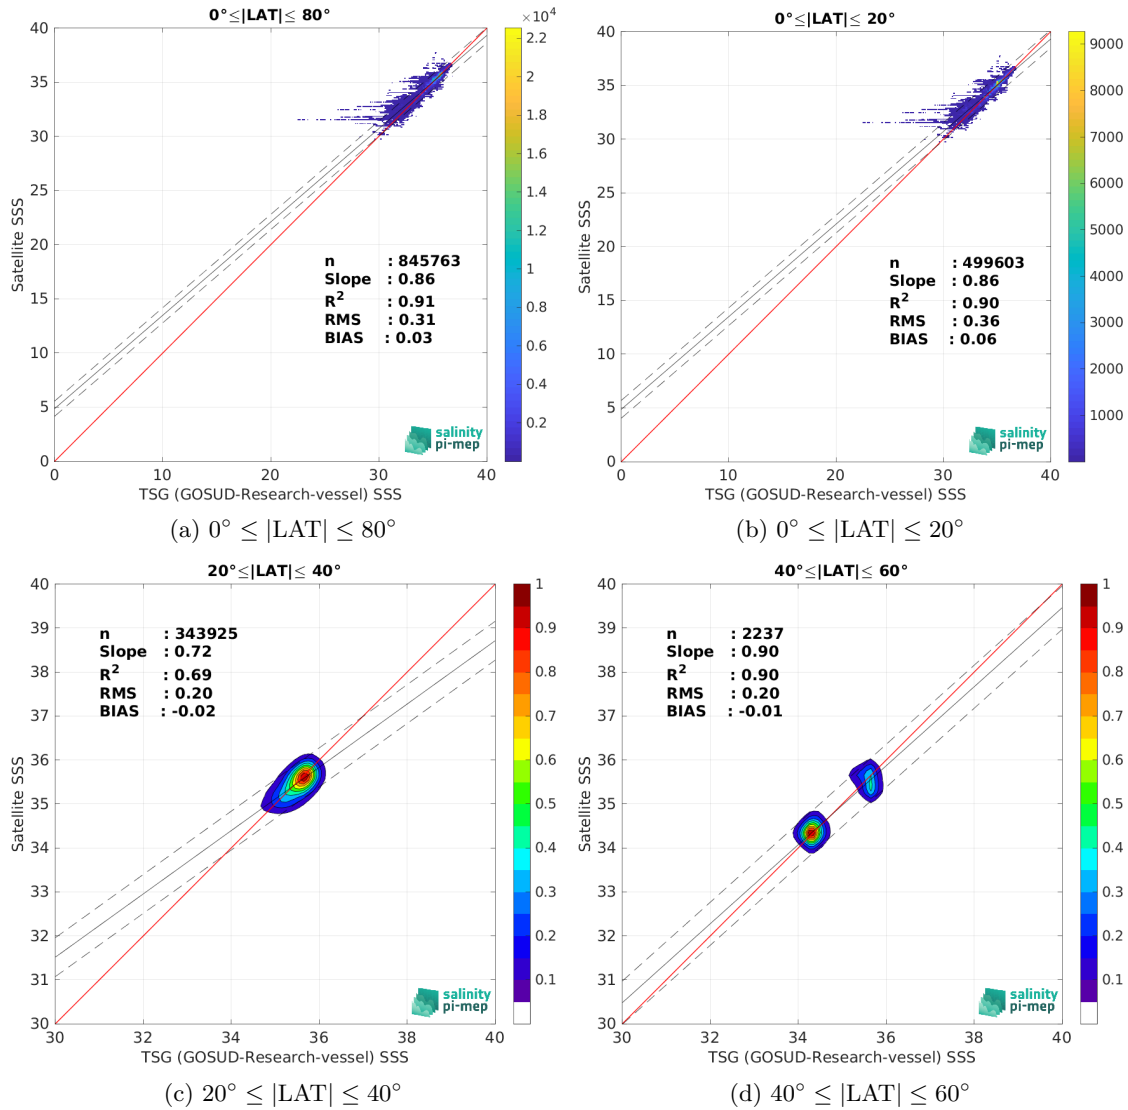 0°≤|LAT|≤ 80°
×10⁴
40
35
30
25
20
15
10
5
0
0
10
20
30
40
Satellite SSS
TSG (GOSUD-Research-vessel) SSS
n : 845763
Slope : 0.86
R² : 0.91
RMS : 0.31
BIAS : 0.03
salinity
pi-mep
2.2
2
1.8
1.6
1.4
1.2
1
0.8
0.6
0.4
0.2
(a) 0° ≤ |LAT| ≤ 80°
0°≤|LAT|≤ 20°
40
35
30
25
20
15
10
5
0
0
10
20
30
40
Satellite SSS
TSG (GOSUD-Research-vessel) SSS
n : 499603
Slope : 0.86
R² : 0.90
RMS : 0.36
BIAS : 0.06
salinity
pi-mep
9000
8000
7000
6000
5000
4000
3000
2000
1000
(b) 0° ≤ |LAT| ≤ 20°
20°≤|LAT|≤ 40°
40
39
38
37
36
35
34
33
32
31
30
30
32
34
36
38
40
Satellite SSS
TSG (GOSUD-Research-vessel) SSS
n : 343925
Slope : 0.72
R² : 0.69
RMS : 0.20
BIAS : -0.02
salinity
pi-mep
1
0.9
0.8
0.7
0.6
0.5
0.4
0.3
0.2
0.1
(c) 20° ≤ |LAT| ≤ 40°
40°≤|LAT|≤ 60°
40
39
38
37
36
35
34
33
32
31
30
30
32
34
36
38
40
Satellite SSS
TSG (GOSUD-Research-vessel) SSS
n : 2237
Slope : 0.90
R² : 0.90
RMS : 0.20
BIAS : -0.01
salinity
pi-mep
1
0.9
0.8
0.7
0.6
0.5
0.4
0.3
0.2
0.1
(d) 40° ≤ |LAT| ≤ 60°